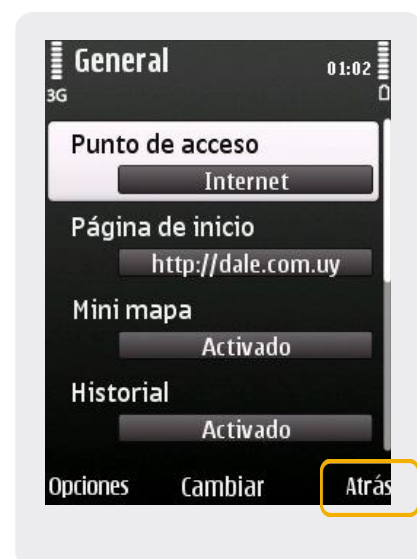 General
01:02
3G
Punto de acceso
Internet
Página de inicio
http://dale.com.uy
Mini mapa
Activado
Historial
Activado
Opciones Cambiar Atrás